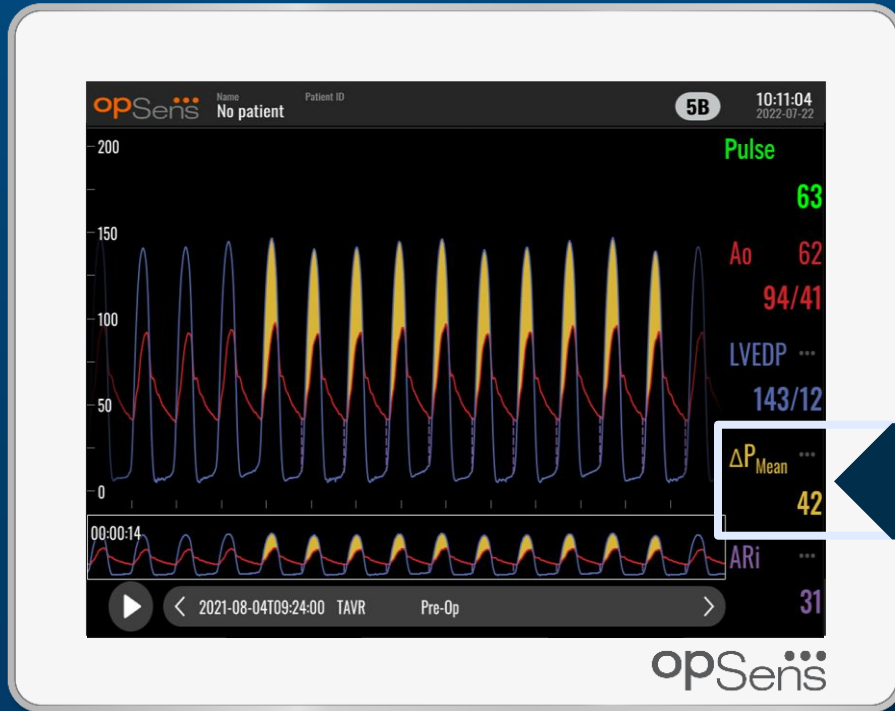 opSens
Name
No patient
Patient ID
5B
10:11:04
2022-07-22
200
150
100
50
0
Pulse
63
Ao 62
94/41
LVEDP ---
143/12
ΔPMean ---
42
ARi ---
31
00:00:14
2021-08-04T09:24:00 TAVR Pre-Op
opSens